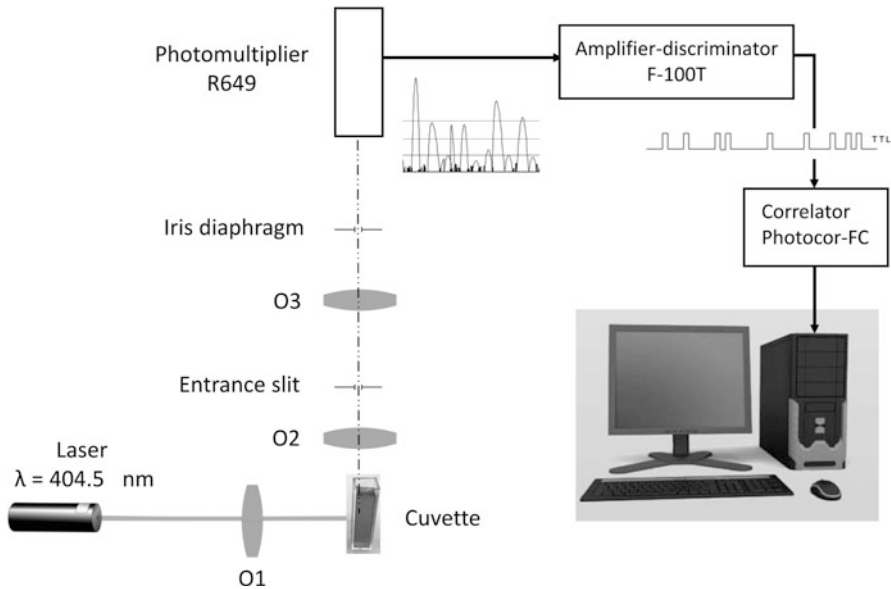 Photomultiplier
R649
Amplifier-discriminator
F-100T
TTL
Iris diaphragm
Correlator
Photocor-FC
O3
Entrance slit
O2
Laser
λ = 404.5 nm
Cuvette
O1